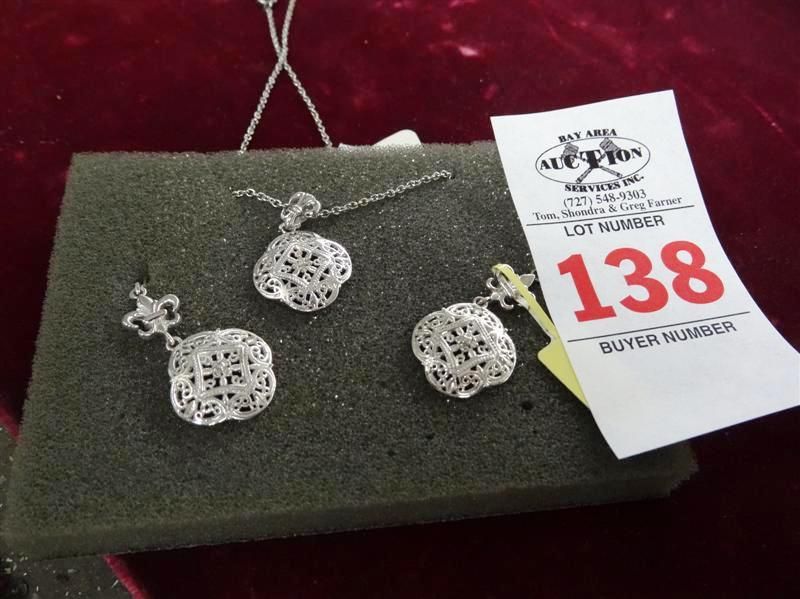 BAY AREA
AUCTION
SERVICES INC.
(727) 548-9303
Tom, Shondra & Greg Farner
LOT NUMBER
138
BUYER NUMBER